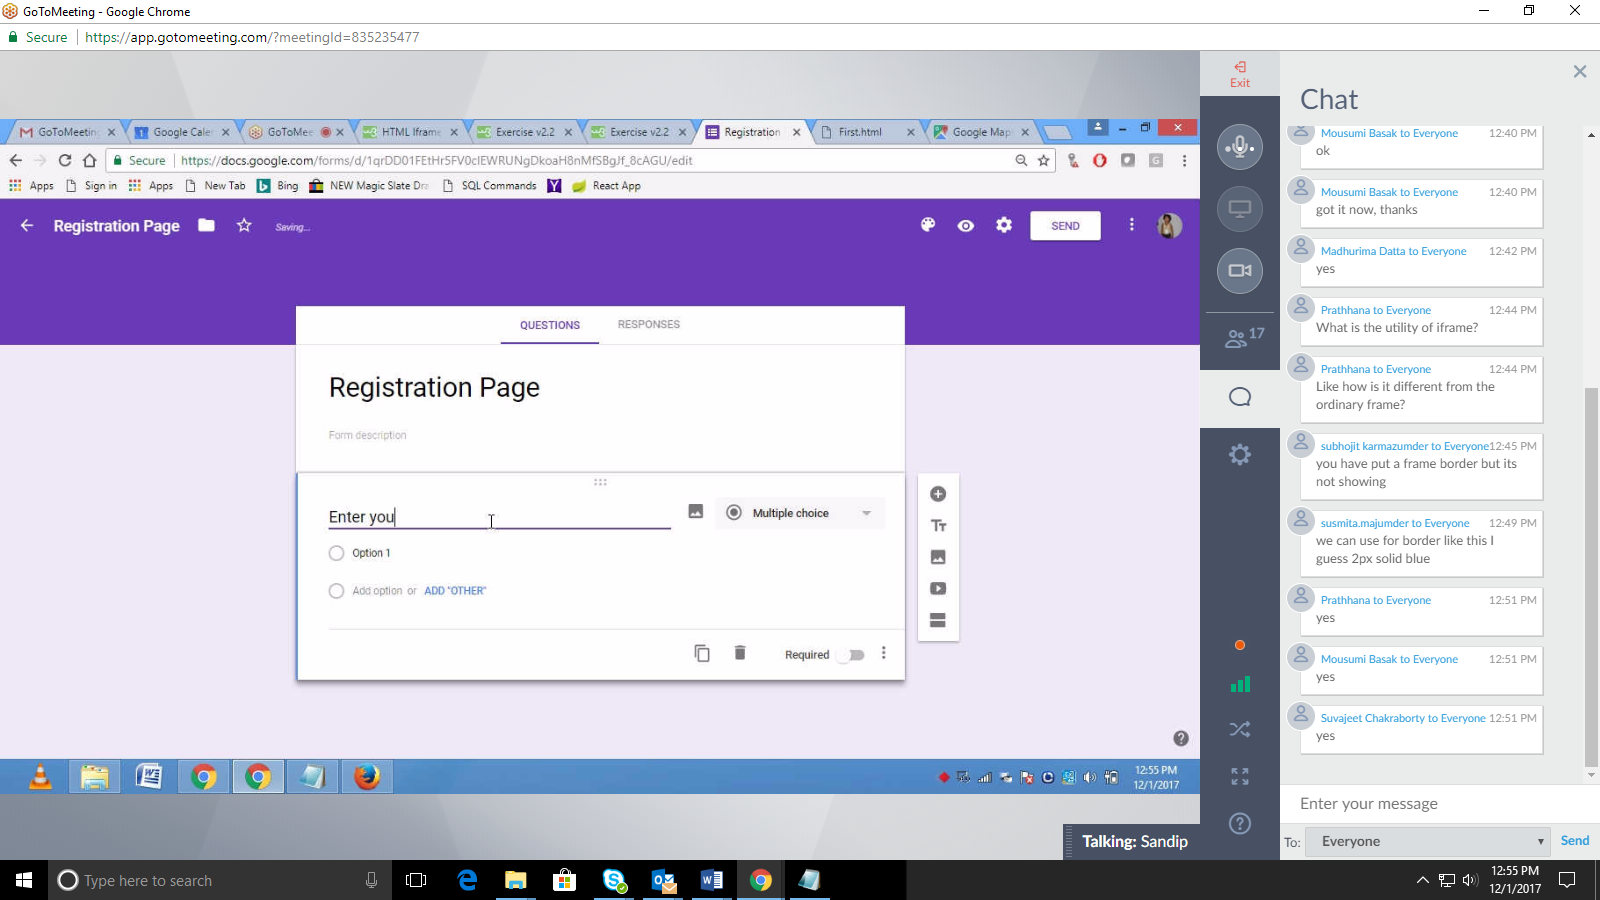 GoToMeeting - Google Chrome
Secure
https://app.gotomeeting.com/?meetingId=835235477
GoToMeeting
Google Caler
GoToMee
HTML Iframe
Exercise v2.2
Exercise v2.2
Registration
First.html
Google Map
Secure
https://docs.google.com/forms/d/1qrDD01FEtHr5FV0cIEWRUNgDkoaH8nMfSBgJf_8cAGU/edit
Apps
Sign in
Apps
New Tab
Bing
NEW Magic Slate Dra
SQL Commands
React App
Registration Page
Saving...
SEND
QUESTIONS
RESPONSES
Registration Page
Form description
Enter you
Multiple choice
Option 1
Add option or ADD "OTHER"
Required
12:55 PM
12/1/2017
Talking: Sandip
Exit
17
Chat
Mousumi Basak to Everyone 12:40 PM
ok
Mousumi Basak to Everyone 12:40 PM
got it now, thanks
Madhurima Datta to Everyone 12:42 PM
yes
Prathhana to Everyone 12:44 PM
What is the utility of iframe?
Prathhana to Everyone 12:44 PM
Like how is it different from the
ordinary frame?
subhojit karmazumder to Everyone 12:45 PM
you have put a frame border but its
not showing
susmita.majumder to Everyone 12:49 PM
we can use for border like this I
guess 2px solid blue
Prathhana to Everyone 12:51 PM
yes
Mousumi Basak to Everyone 12:51 PM
yes
Suvajeet Chakraborty to Everyone 12:51 PM
yes
Enter your message
To: Everyone
Send
Type here to search
12:55 PM
12/1/2017